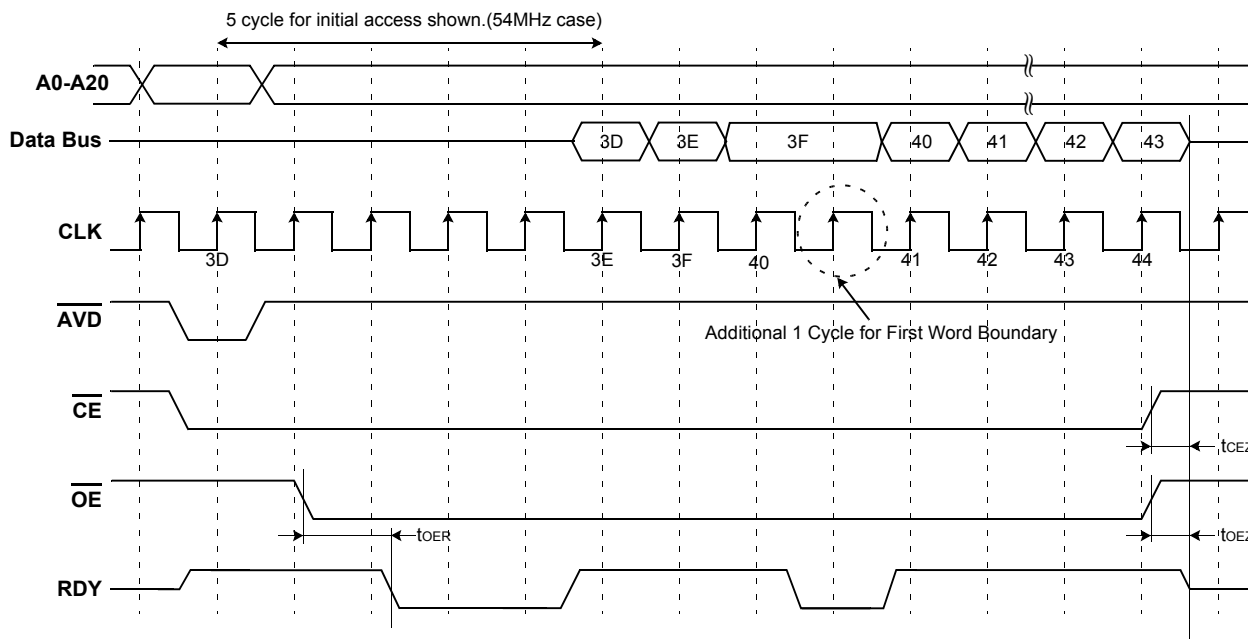 5 cycle for initial access shown.(54MHz case)
A0-A20
Data Bus
3D 3E 3F 40 41 42 43
CLK
3D 3E 3F 40 41 42 43 44
Additional 1 Cycle for First Word Boundary
AVD
CE
tCEZ
OE
tOER
tOEZ
RDY